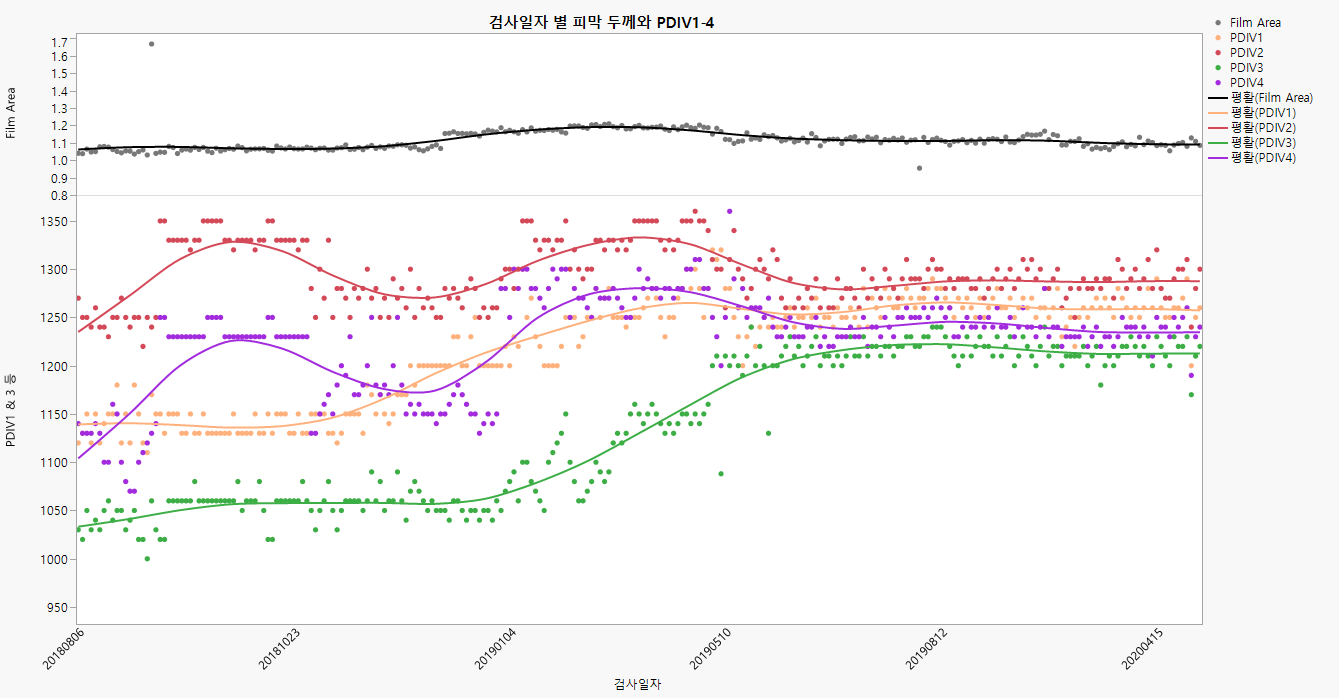 검사일자 별 피막 두께와 PDIV1-4
Film Area
1.7
1.6
1.5
1.4
1.3
1.2
1.1
1.0
0.9
0.8
PDIV1 & 3 등
1350
1300
1250
1200
1150
1100
1050
1000
950
20180806
20181023
20190104
20190510
20190812
20200415
검사일자
Film Area
PDIV1
PDIV2
PDIV3
PDIV4
평활(Film Area)
평활(PDIV1)
평활(PDIV2)
평활(PDIV3)
평활(PDIV4)